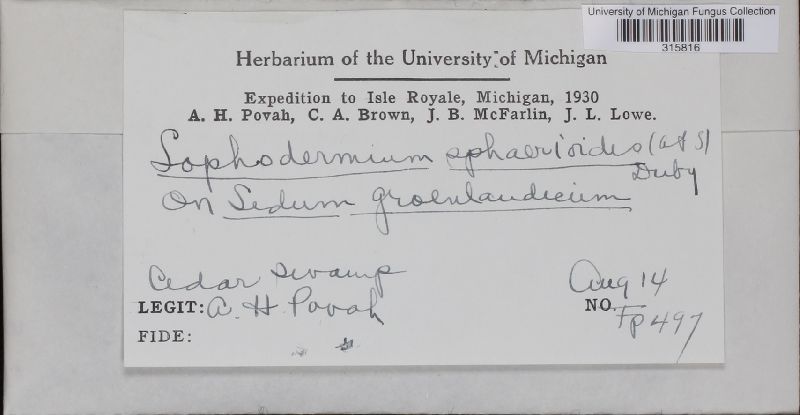 University of Michigan Fungus Collection
315816
Herbarium of the University of Michigan
Expedition to Isle Royale, Michigan, 1930
A. H. Povah, C. A. Brown, J. B. McFarlin, J. L. Lowe.
Lophodermium sphaerioides (A & S)
Duby
On Sedum groenlandicum
Cedar Swamp
Aug 14
LEGIT: A. H. Povah
NO. Fp 497
FIDE: